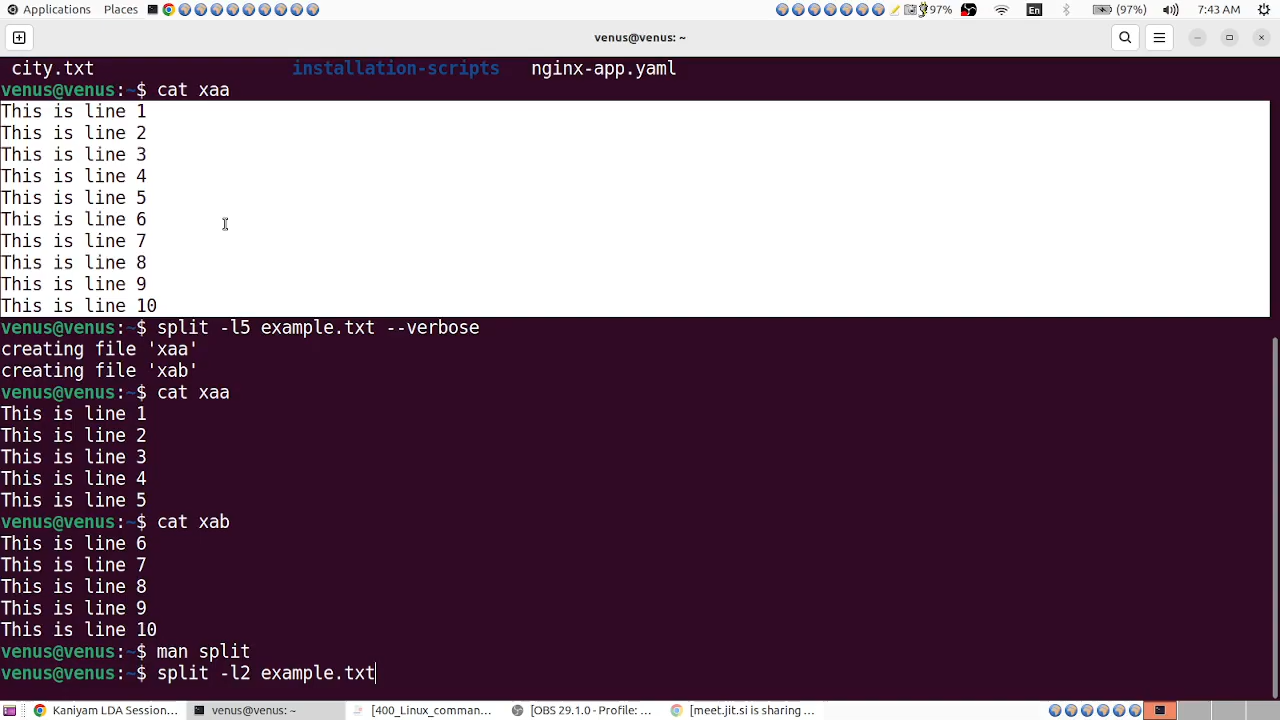 Applications Places 97% En (97%) 7:43 AM
venus@venus: ~
city.txt installation-scripts nginx-app.yaml
venus@venus:~$ cat xaa
This is line 1
This is line 2
This is line 3
This is line 4
This is line 5
This is line 6
This is line 7
This is line 8
This is line 9
This is line 10
venus@venus:~$ split -l5 example.txt --verbose
creating file 'xaa'
creating file 'xab'
venus@venus:~$ cat xaa
This is line 1
This is line 2
This is line 3
This is line 4
This is line 5
venus@venus:~$ cat xab
This is line 6
This is line 7
This is line 8
This is line 9
This is line 10
venus@venus:~$ man split
venus@venus:~$ split -l2 example.txt
Kaniyam LDA Session... venus@venus: ~ [400_Linux_comman... [OBS 29.1.0 - Profile: ... [meet.jit.si is sharing ...